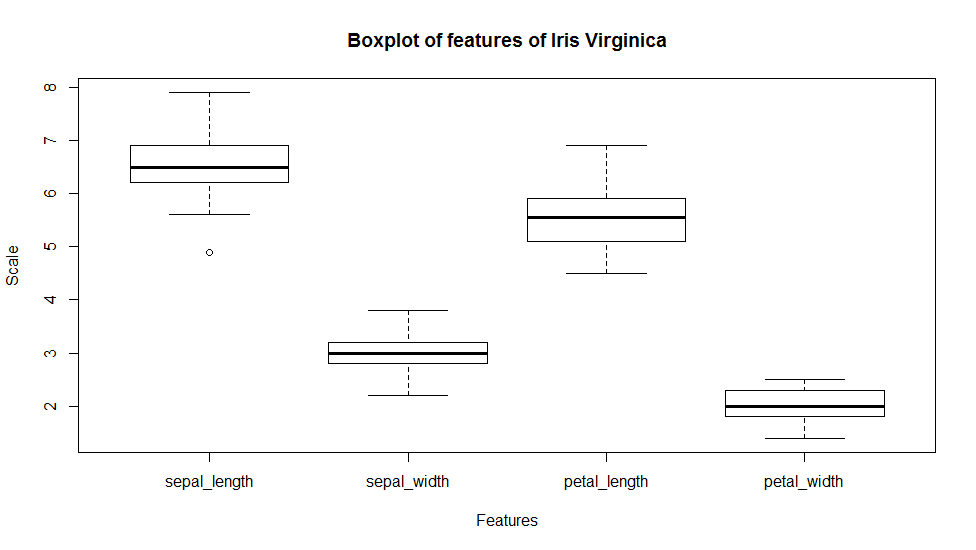 Boxplot of features of Iris Virginica
Scale
8
7
6
5
4
3
2
sepal_length sepal_width petal_length petal_width
Features